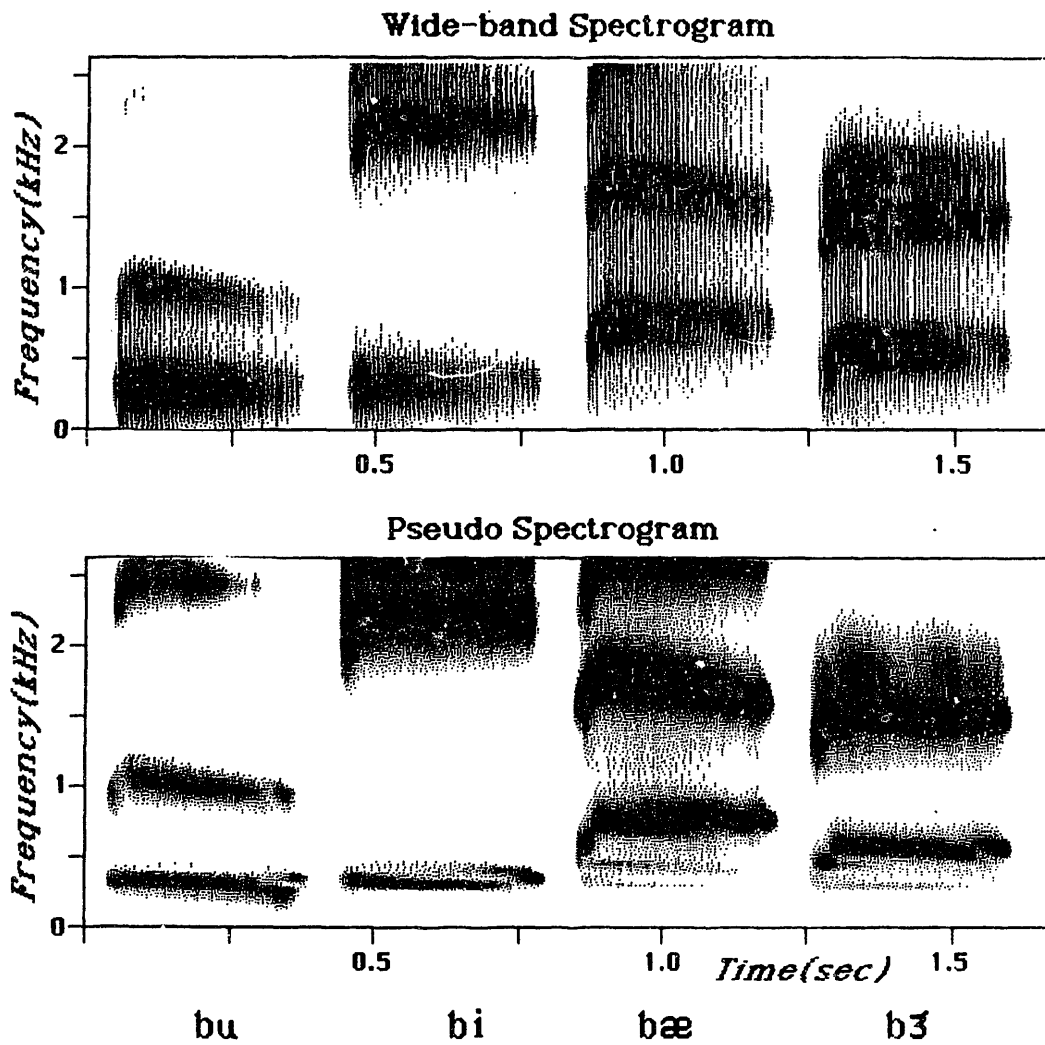 Wide-band Spectrogram
Frequency(kHz)
2
1
0
0.5 1.0 1.5
Pseudo Spectrogram
Frequency(kHz)
2
1
0
0.5 1.0 Time(sec) 1.5
bu bi bæ bɝ